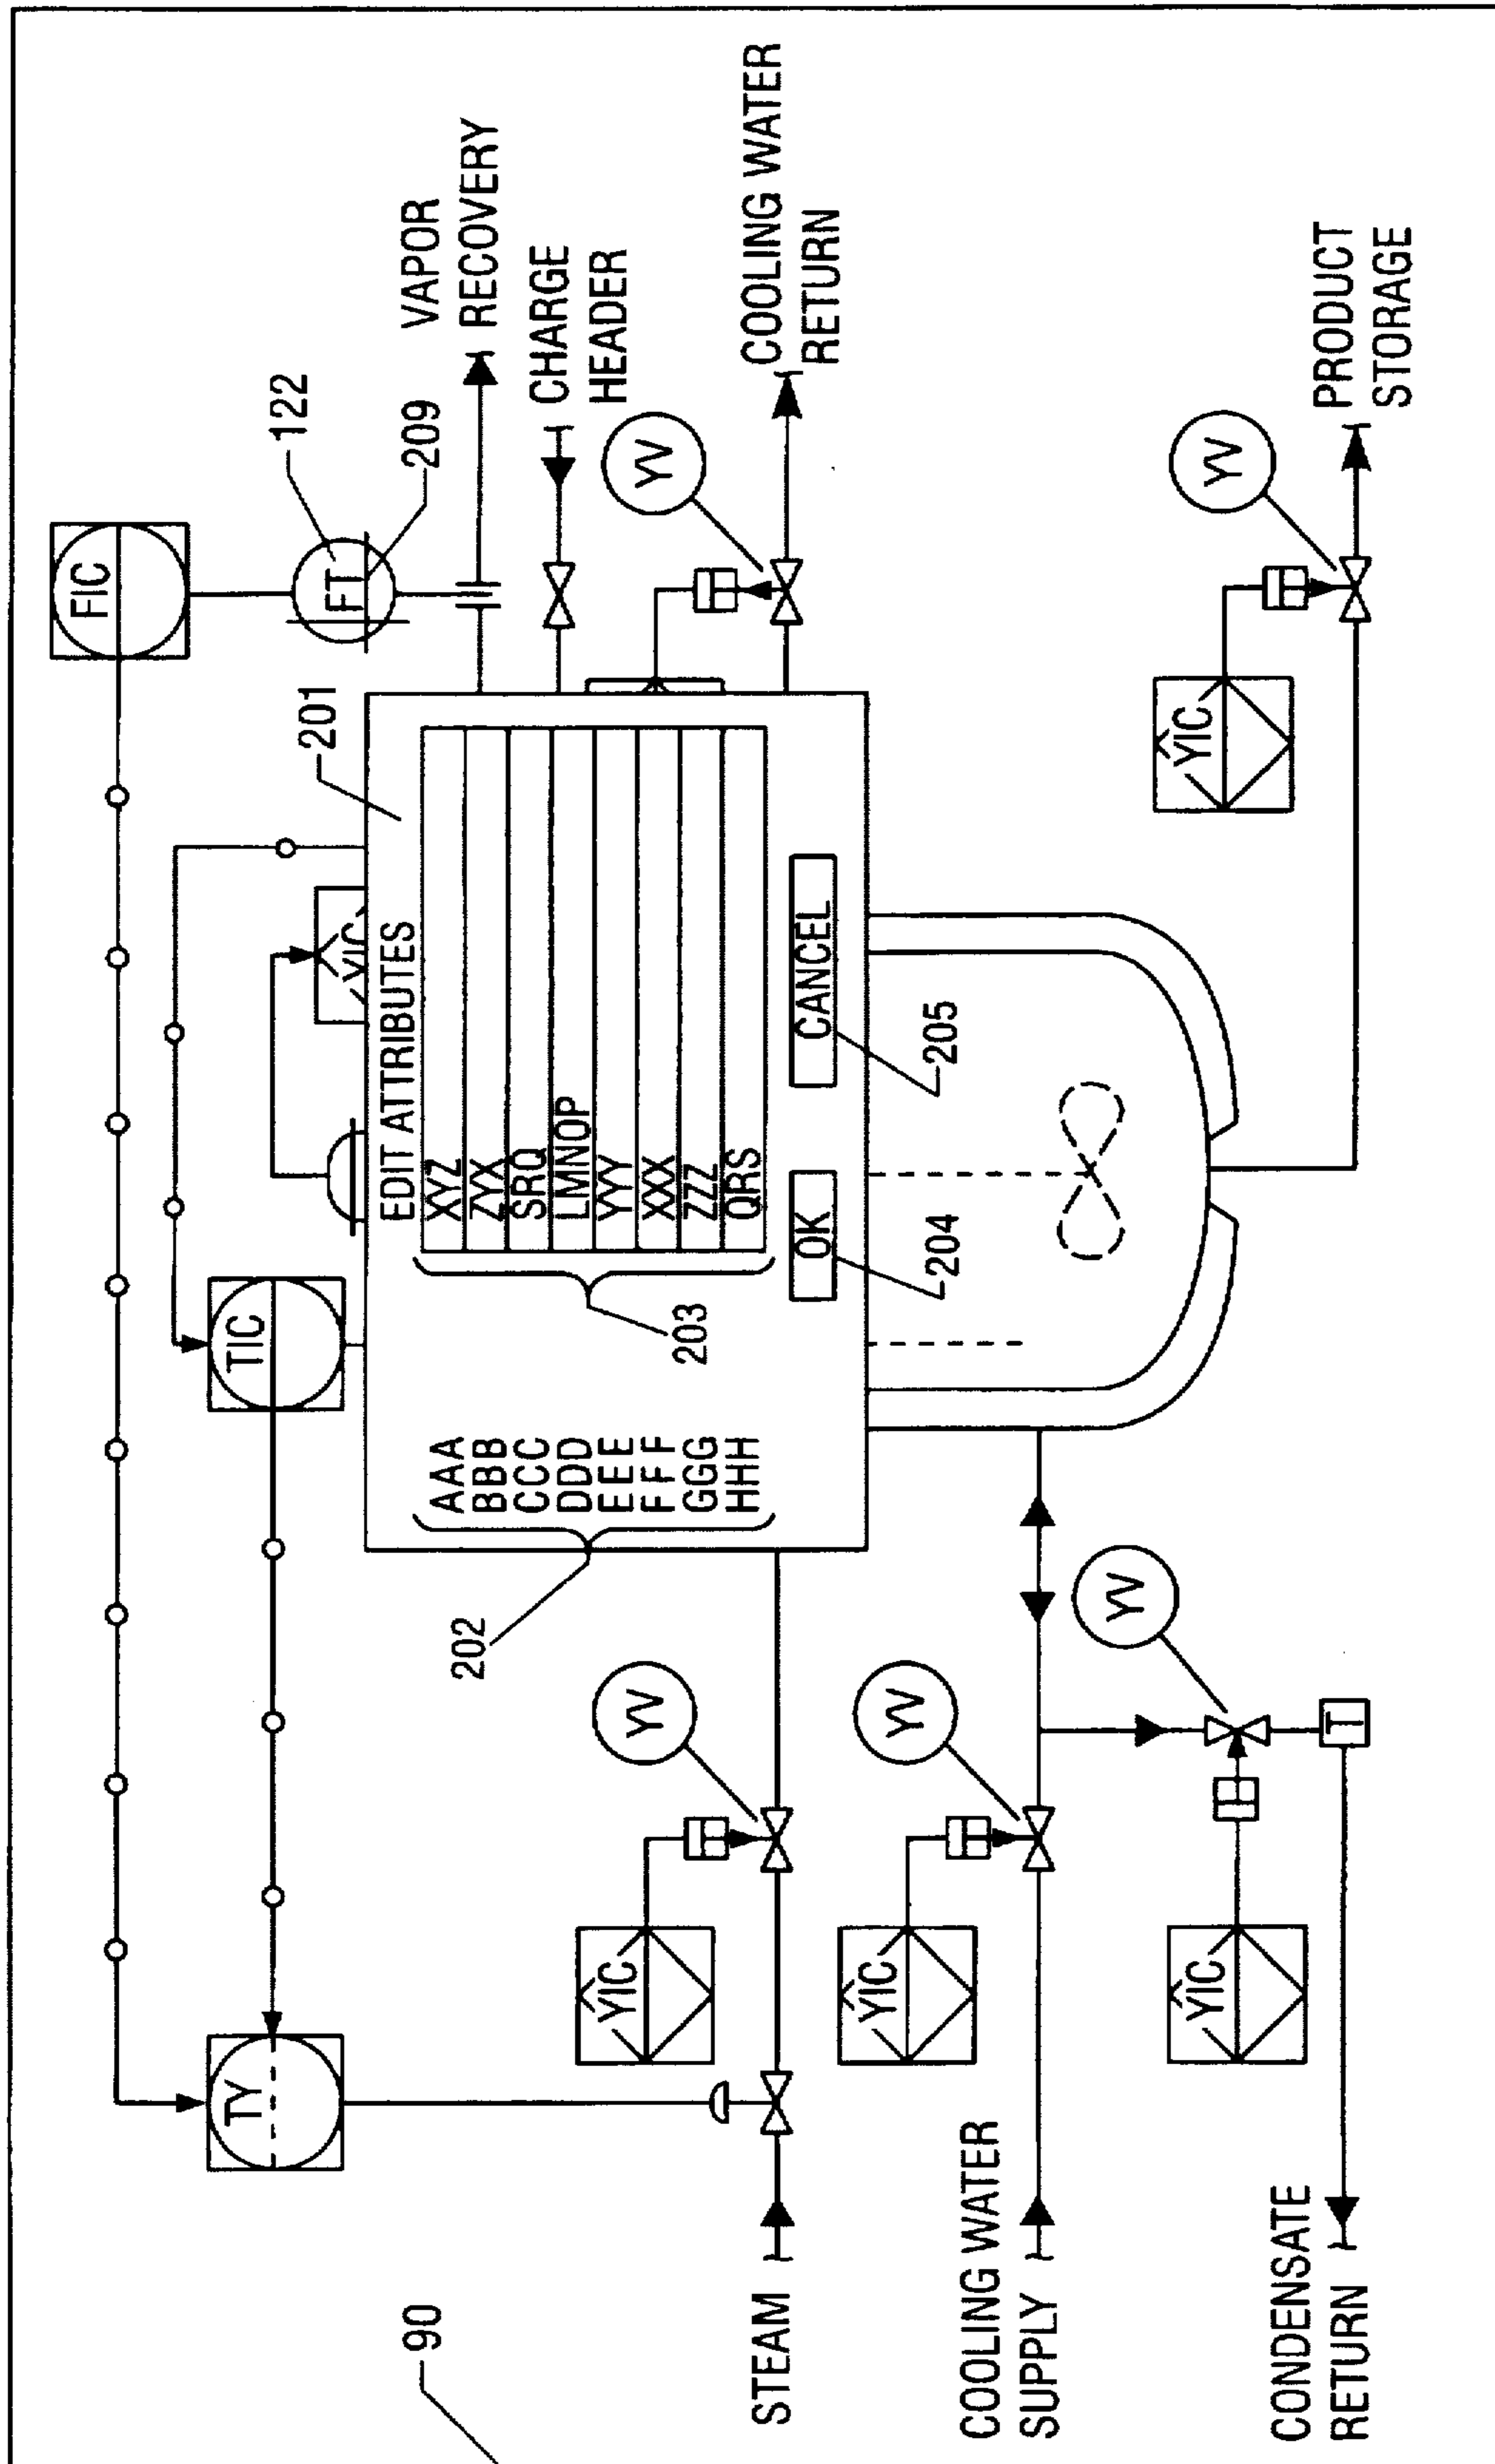 90
FIC
122
FT
209
VAPOR
RECOVERY
CHARGE
HEADER
TY
TIC
YIC
201
EDIT ATTRIBUTES
AAA XYZ
BBB ZYX
CCC SRQ
DDD LMNOP
EEE YYY
FFF XXX
GGG ZZZ
HHH QRS
202
203
OK
CANCEL
204
205
YV
COOLING WATER
RETURN
YIC
YV
STEAM
YIC
YV
COOLING WATER
SUPPLY
YIC
YV
YIC
YV
T
CONDENSATE
RETURN
YIC
YV
PRODUCT
STORAGE